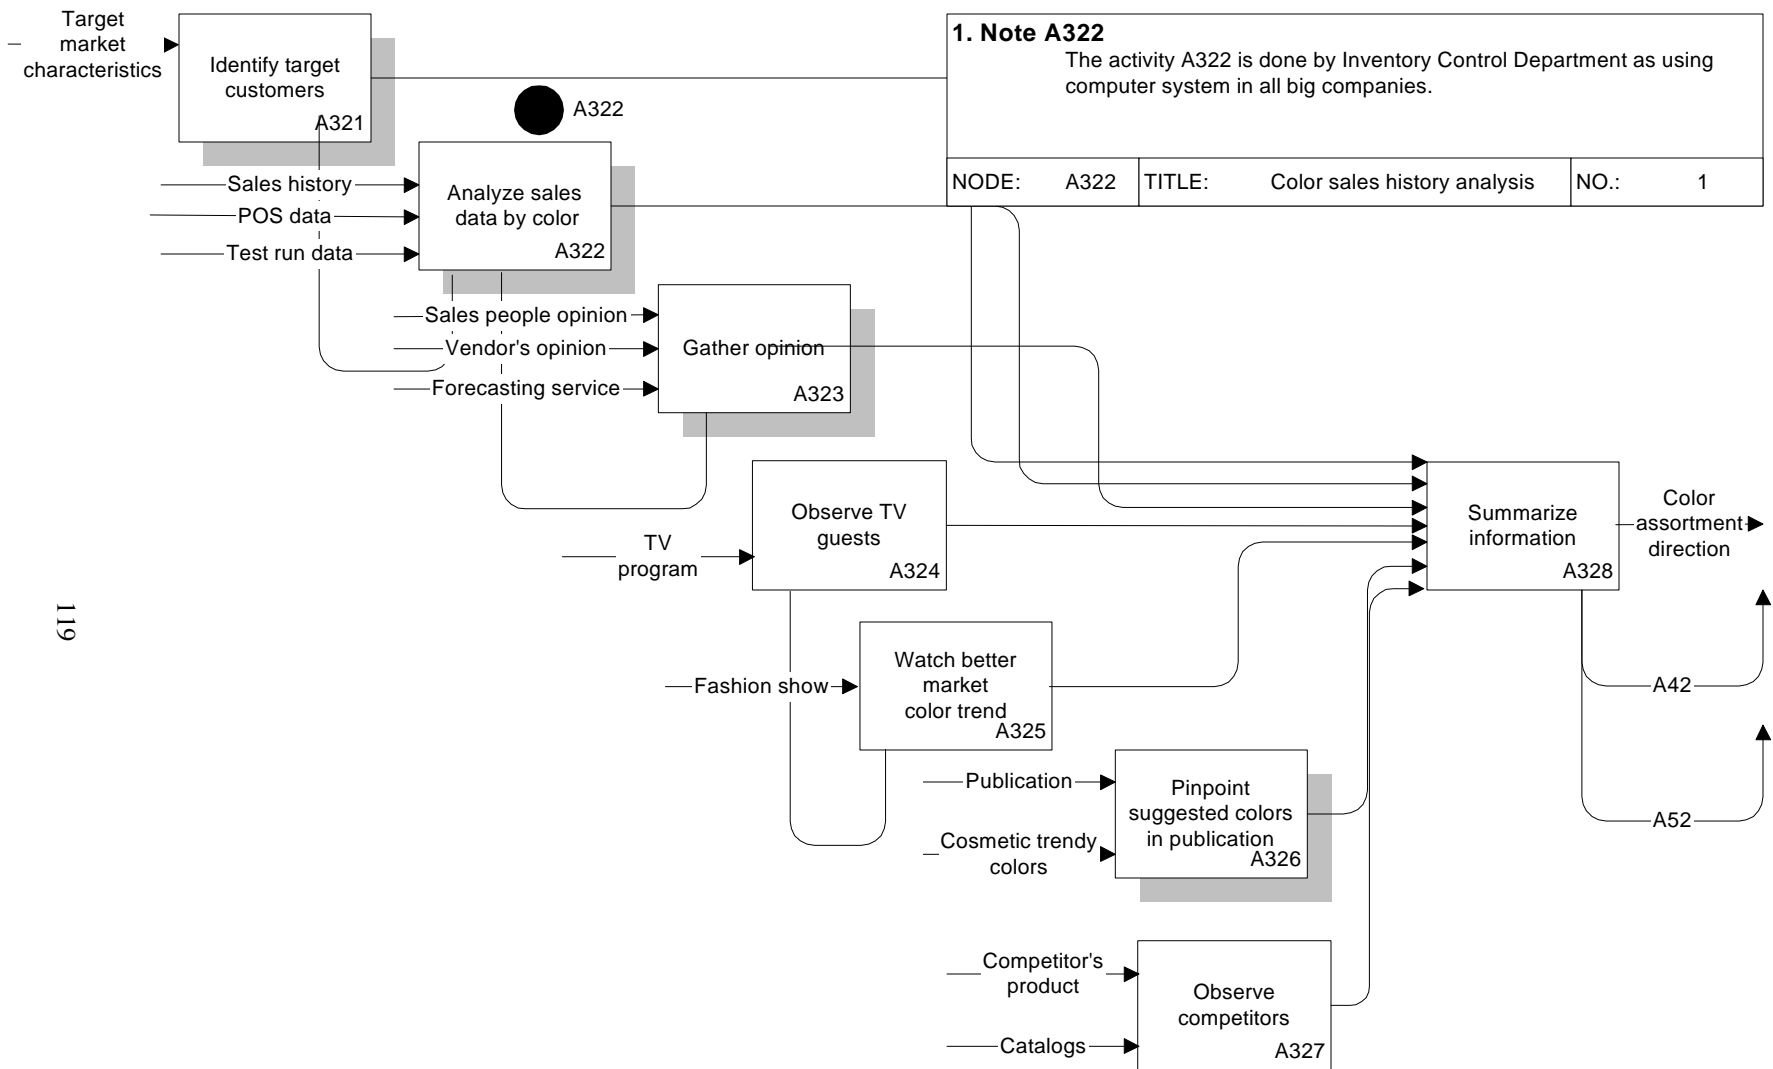 Target
market
characteristics
Identify target
customers
A321
A322
1. Note A322
The activity A322 is done by Inventory Control Department as using
computer system in all big companies.
NODE: A322 TITLE: Color sales history analysis NO.: 1
Sales history
POS data
Test run data
Analyze sales
data by color
A322
Sales people opinion
Vendor's opinion
Forecasting service
Gather opinion
A323
TV
program
Observe TV
guests
A324
Summarize
information
A328
Color
assortment
direction
119
Fashion show
Watch better
market
color trend
A325
A42
Publication
Cosmetic trendy
colors
Pinpoint
suggested colors
in publication
A326
A52
Competitor's
product
Catalogs
Observe
competitors
A327